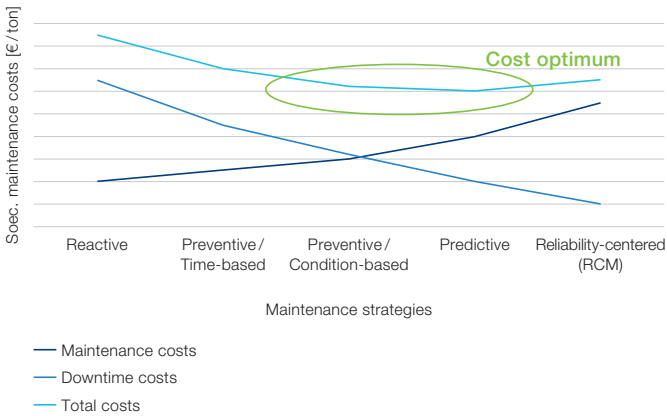 Soec. maintenance costs [€ / ton]
Cost optimum
Reactive
Preventive /
Time-based
Preventive /
Condition-based
Predictive
Reliability-centered
(RCM)
Maintenance strategies
Maintenance costs
Downtime costs
Total costs